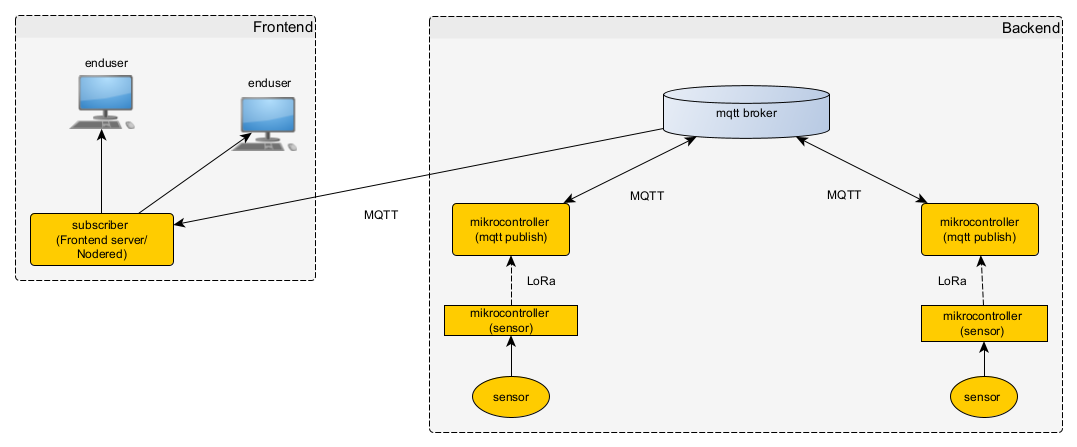 Frontend
enduser
enduser
subscriber
(Frontend server/
Nodered)
MQTT
Backend
mqtt broker
MQTT
MQTT
mikrocontroller
(mqtt publish)
mikrocontroller
(mqtt publish)
LoRa
LoRa
mikrocontroller
(sensor)
mikrocontroller
(sensor)
sensor
sensor